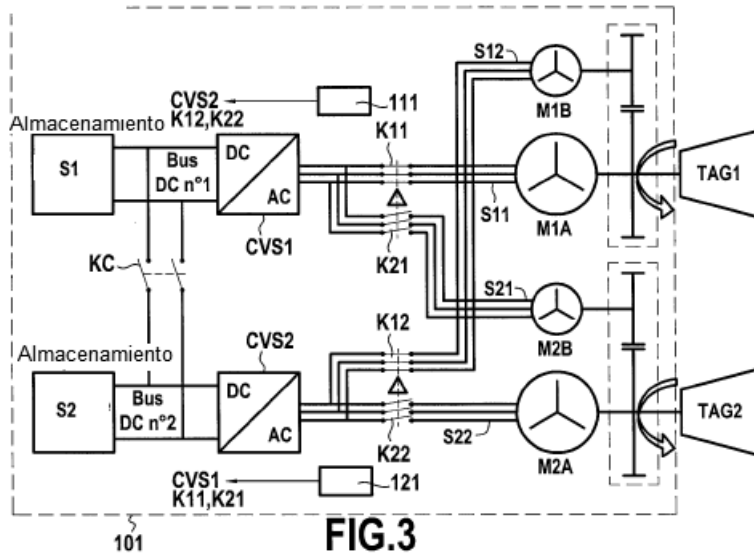 S12
M1B
CVS2
K12,K22
111
Almacenamiento
K11
S1
Bus
DC nº1
DC
AC
S11
M1A
TAG1
CVS1
K21
KC
S21
M2B
K12
CVS2
Almacenamiento
S2
Bus
DC nº2
DC
AC
S22
K22
M2A
TAG2
CVS1
K11,K21
121
101
FIG.3